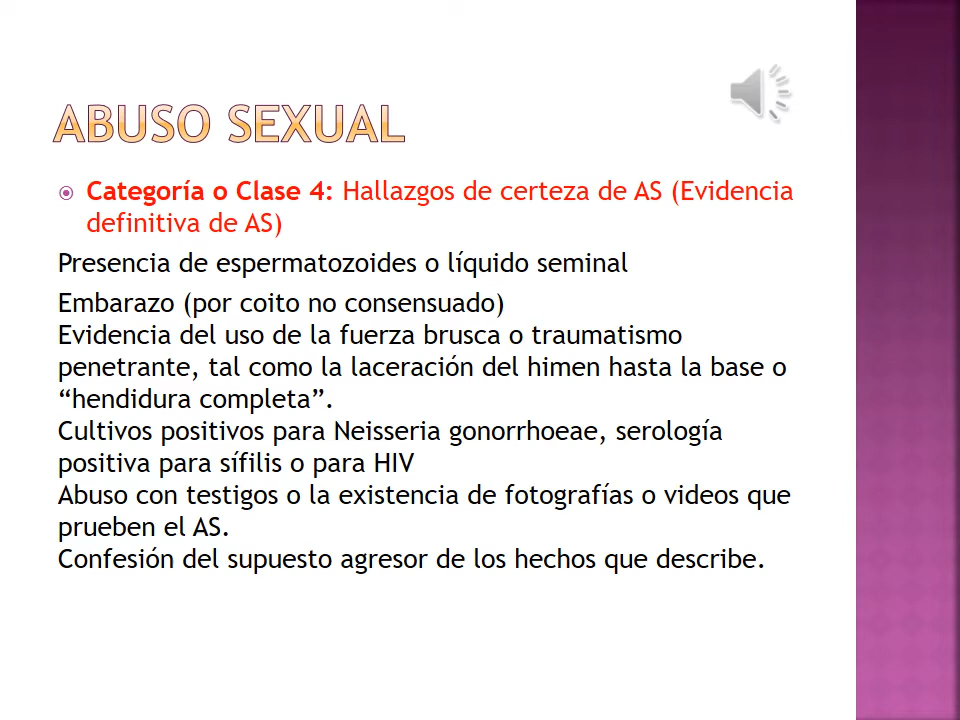 ABUSO SEXUAL
Categoría o Clase 4: Hallazgos de certeza de AS (Evidencia
definitiva de AS)
Presencia de espermatozoides o líquido seminal
Embarazo (por coito no consensuado)
Evidencia del uso de la fuerza brusca o traumatismo
penetrante, tal como la laceración del himen hasta la base o
“hendidura completa”.
Cultivos positivos para Neisseria gonorrhoeae, serología
positiva para sífilis o para HIV
Abuso con testigos o la existencia de fotografías o videos que
prueben el AS.
Confesión del supuesto agresor de los hechos que describe.